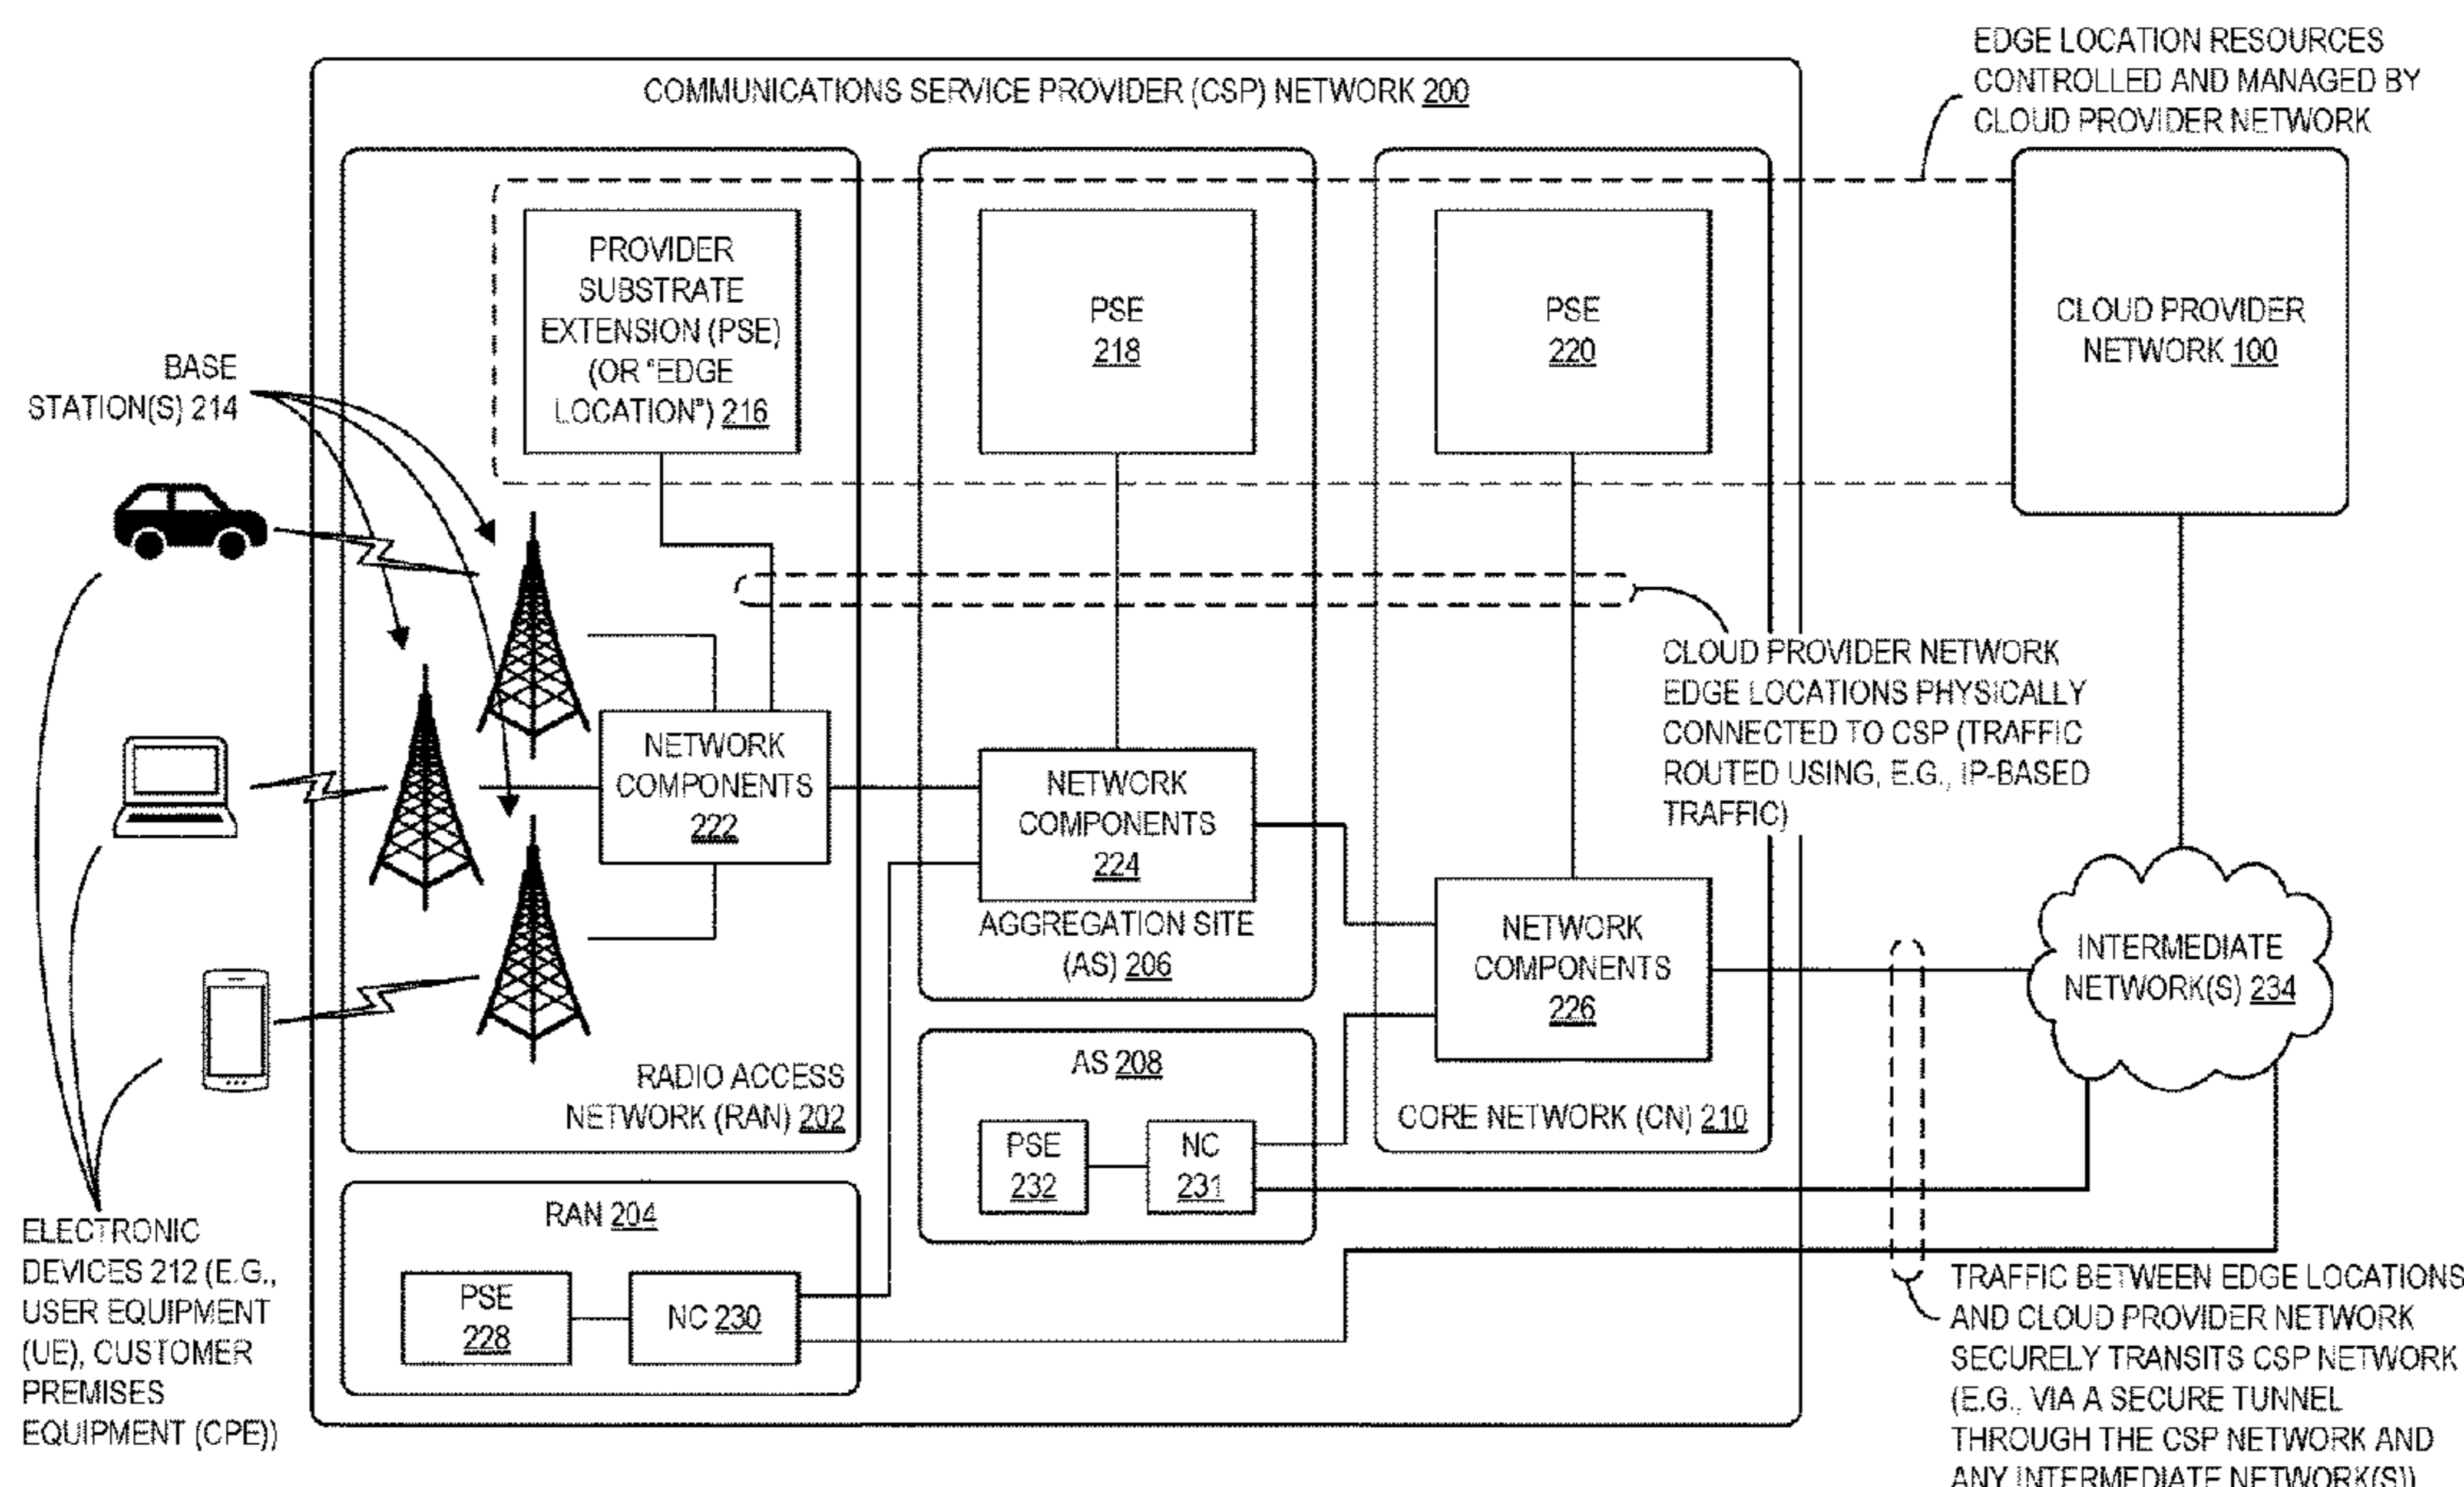 EDGE LOCATION RESOURCES
CONTROLLED AND MANAGED BY
CLOUD PROVIDER NETWORK
COMMUNICATIONS SERVICE PROVIDER (CSP) NETWORK 200
PROVIDER
SUBSTRATE
EXTENSION (PSE)
(OR "EDGE
LOCATION") 216
PSE
218
PSE
220
CLOUD PROVIDER
NETWORK 100
BASE
STATION(S) 214
CLOUD PROVIDER NETWORK
EDGE LOCATIONS PHYSICALLY
CONNECTED TO CSP (TRAFFIC
ROUTED USING, E.G., IP-BASED
TRAFFIC)
NETWORK
COMPONENTS
222
NETWORK
COMPONENTS
224
AGGREGATION SITE
(AS) 206
NETWORK
COMPONENTS
226
INTERMEDIATE
NETWORK(S) 234
RADIO ACCESS
NETWORK (RAN) 202
AS 208
PSE
232
NC
231
CORE NETWORK (CN) 210
RAN 204
PSE
228
NC 230
ELECTRONIC
DEVICES 212 (E.G.,
USER EQUIPMENT
(UE), CUSTOMER
PREMISES
EQUIPMENT (CPE))
TRAFFIC BETWEEN EDGE LOCATIONS
AND CLOUD PROVIDER NETWORK
SECURELY TRANSITS CSP NETWORK
(E.G., VIA A SECURE TUNNEL
THROUGH THE CSP NETWORK AND
ANY INTERMEDIATE NETWORK(S))